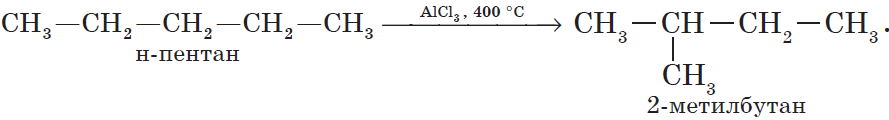 CH₃—CH₂—CH₂—CH₂—CH₃ AlCl₃, 400 °C CH₃—CH—CH₂—CH₃.
н-пентан
CH₃
2-метилбутан